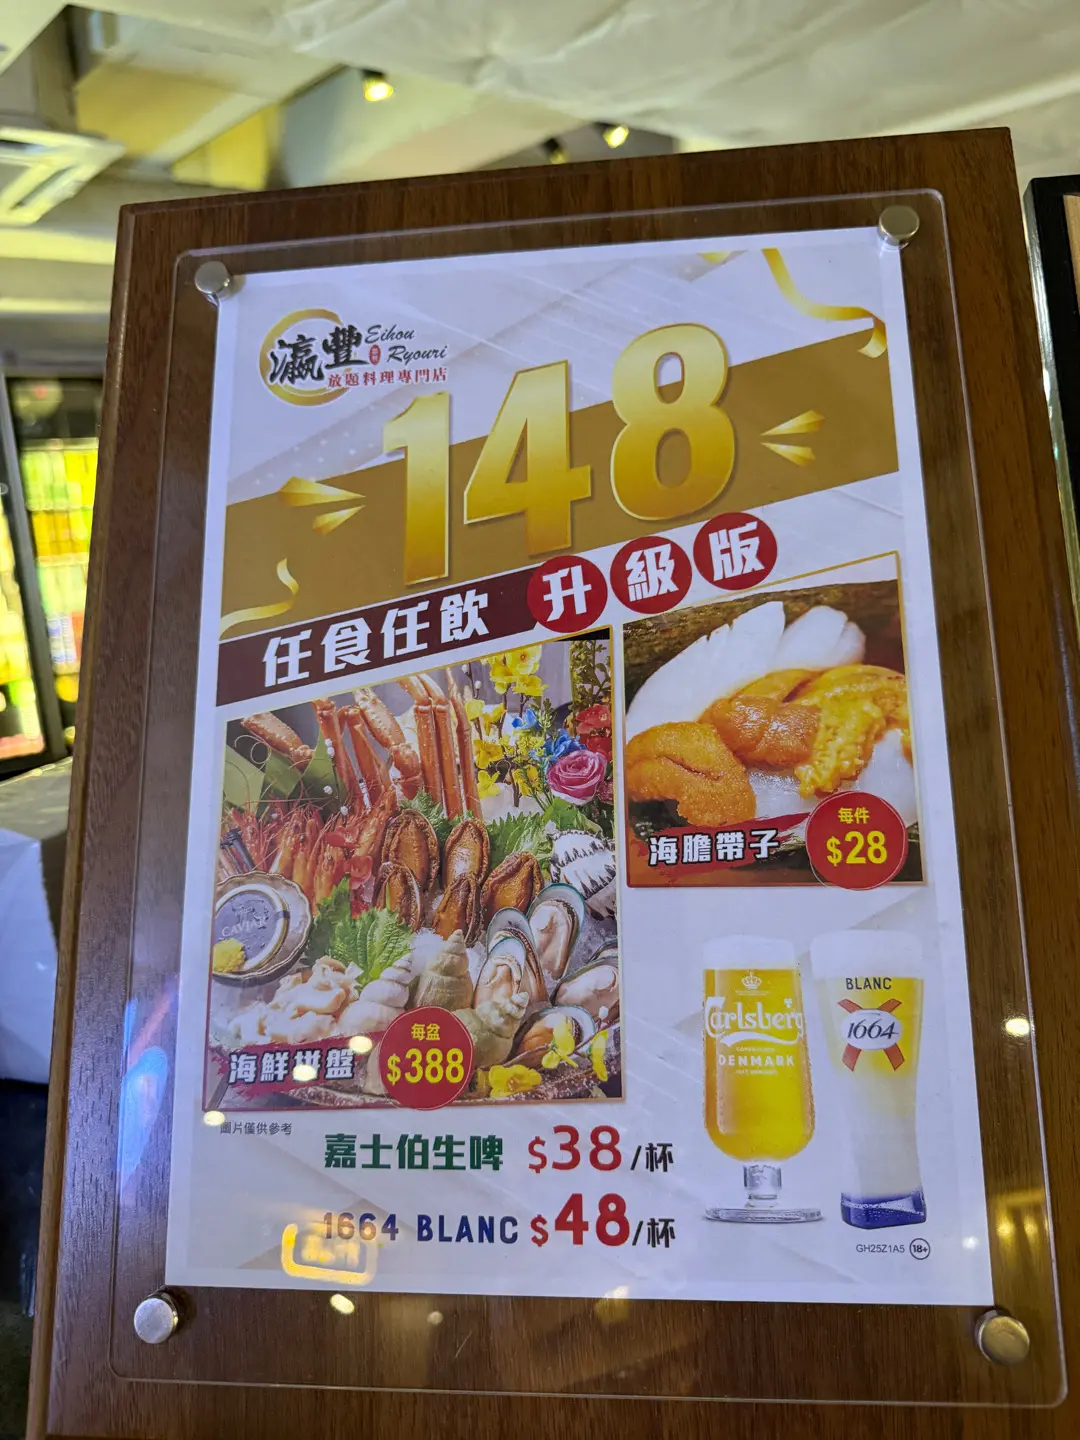 瀛豐 Eihou
Ryouri
放題料理專門店
148
任食任飲 升級版
CAVIAR
海膽帶子
每件
$28
海鮮拼盤
每盆
$388
圖片僅供參考
嘉士伯生啤 $38/杯
1664 BLANC $48/杯
Carlsberg
DENMARK
BLANC
1664
GH25Z1A5 18+